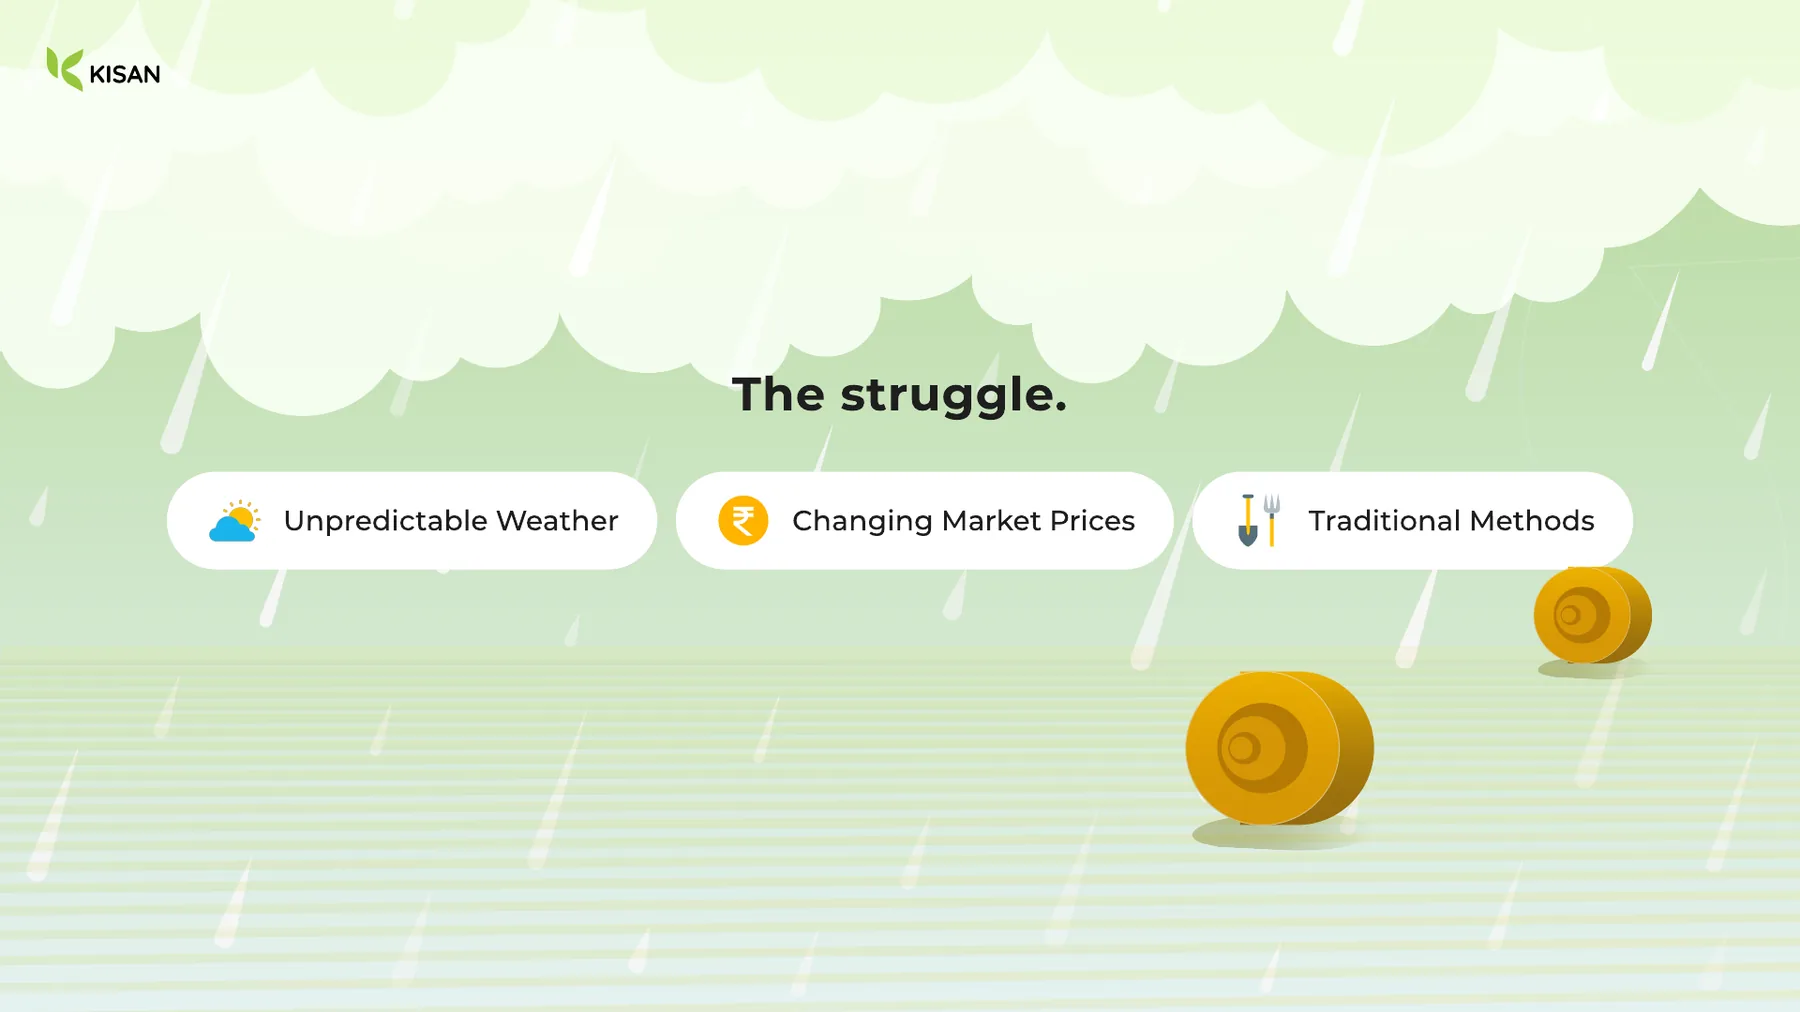 KISAN
The struggle.
Unpredictable Weather
Changing Market Prices
Traditional Methods